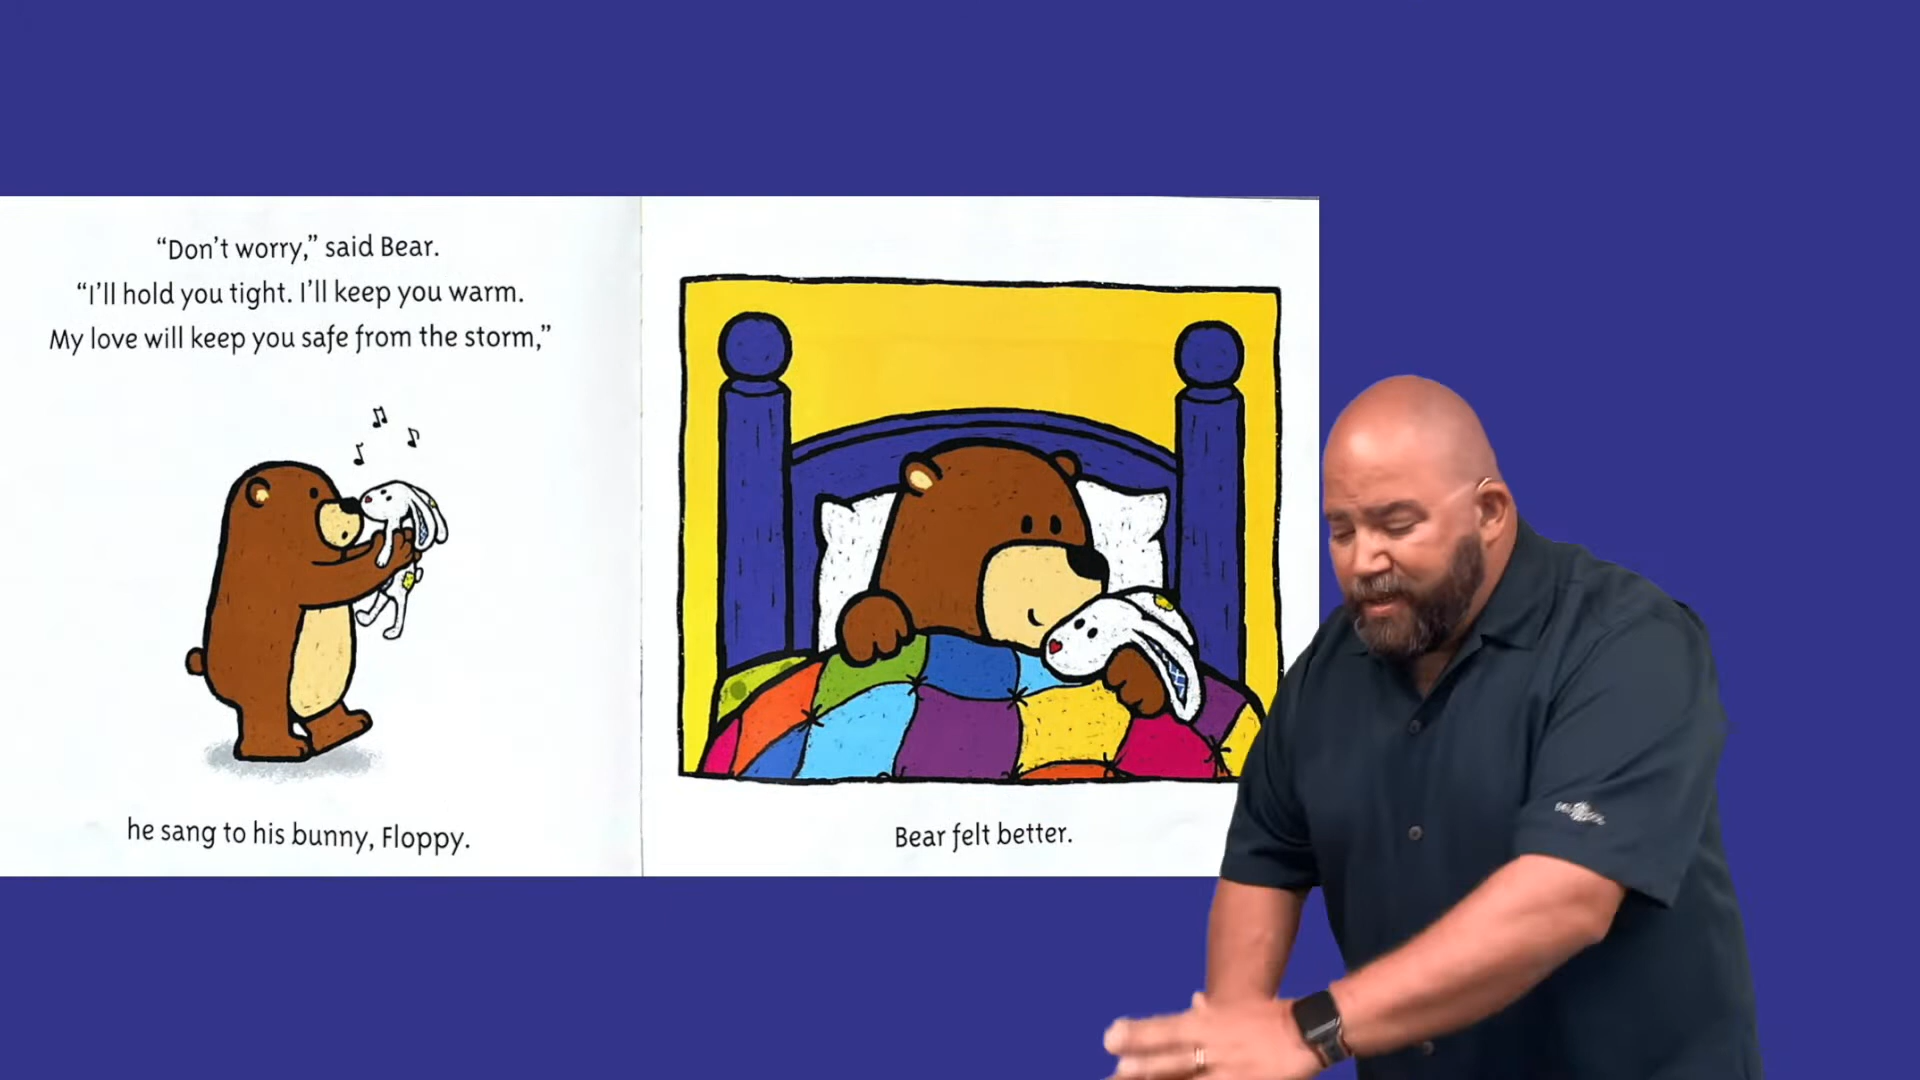 “Don’t worry,” said Bear.
“I’ll hold you tight. I’ll keep you warm.
My love will keep you safe from the storm,”
he sang to his bunny, Floppy.
Bear felt better.